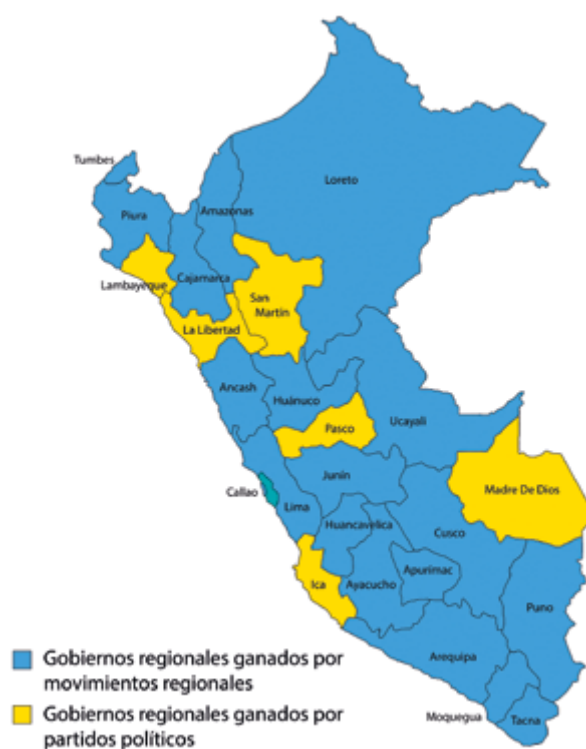 Tumbes
Loreto
Piura
Amazonas
Lambayeque
Cajamarca
San
Martín
La Libertad
Ancash
Huánuco
Ucayali
Pasco
Callao
Lima
Junín
Madre De Dios
Huancavelica
Cusco
Ica
Ayacucho
Apurímac
Puno
Arequipa
Moquegua
Tacna
Gobiernos regionales ganados por
movimientos regionales
Gobiernos regionales ganados por
partidos políticos